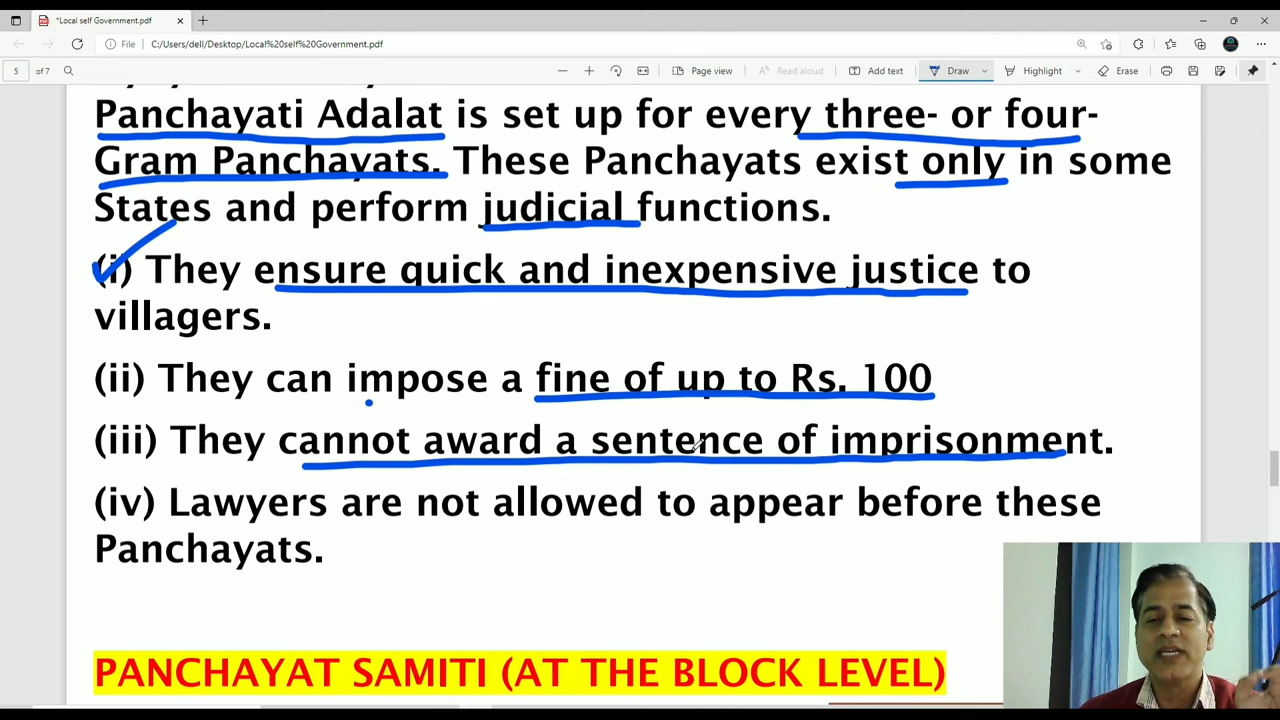 *Local self Government.pdf
File C:/Users/dell/Desktop/Local%20self%20Government.pdf
5 of 7 Page view Read aloud Add text Draw Highlight Erase
Panchayati Adalat is set up for every three- or four-
Gram Panchayats. These Panchayats exist only in some
States and perform judicial functions.
(i) They ensure quick and inexpensive justice to
villagers.
(ii) They can impose a fine of up to Rs. 100
(iii) They cannot award a sentence of imprisonment.
(iv) Lawyers are not allowed to appear before these
Panchayats.
PANCHAYAT SAMITI (AT THE BLOCK LEVEL)